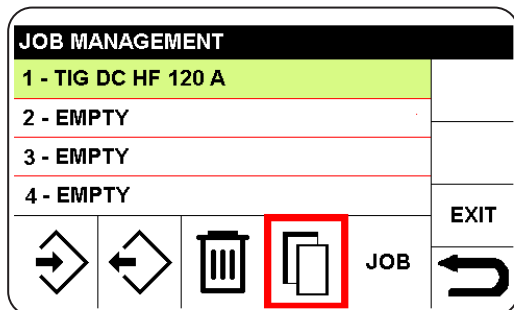 JOB MANAGEMENT
1 - TIG DC HF 120 A
2 - EMPTY
3 - EMPTY
4 - EMPTY
EXIT
JOB